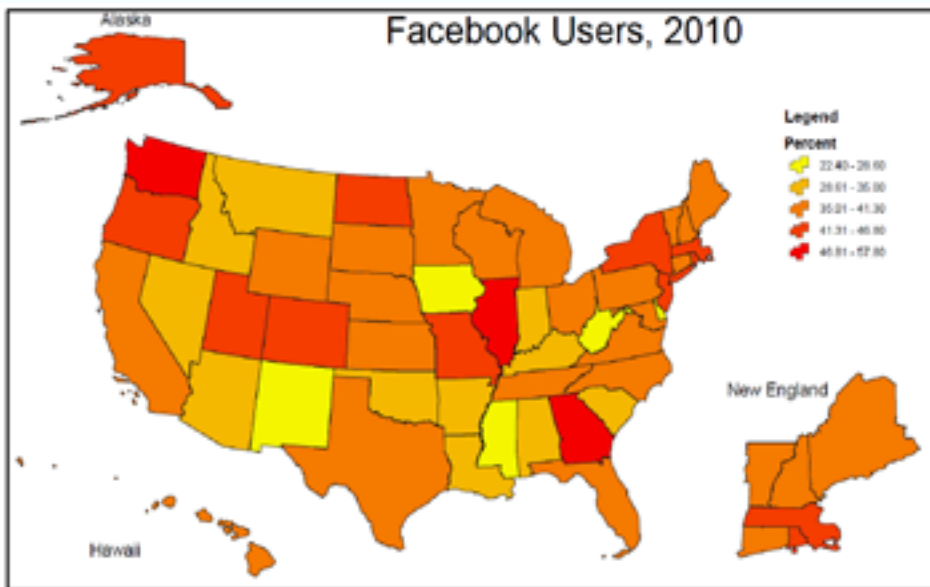 Alaska
Facebook Users, 2010
Legend
Percent
22.40 - 28.60
28.61 - 35.00
35.01 - 41.30
41.31 - 46.80
46.81 - 57.80
New England
Hawaii